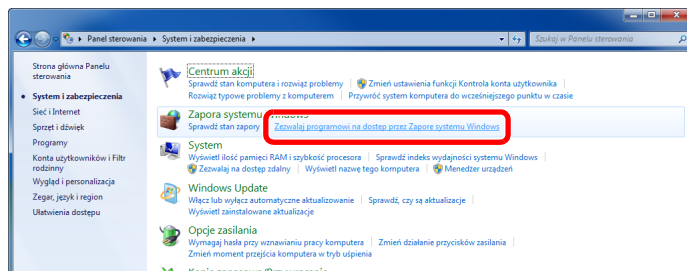 Panel sterowania ▸ System i zabezpieczenia ▸
Szukaj w Panelu sterowania
Strona główna Panelu
sterowania
System i zabezpieczenia
Sieć i Internet
Sprzęt i dźwięk
Programy
Konta użytkowników i Filtr
rodzinny
Wygląd i personalizacja
Zegar, język i region
Ułatwienia dostępu
Centrum akcji
Sprawdź stan komputera i rozwiąż problemy | Zmień ustawienia funkcji Kontrola konta użytkownika |
Rozwiąż typowe problemy z komputerem | Przywróć system komputera do wcześniejszego punktu w czasie
Zapora systemu Windows
Sprawdź stan zapory Zezwalaj programowi na dostęp przez Zaporę systemu Windows
System
Wyświetl ilość pamięci RAM i szybkość procesora | Sprawdź indeks wydajności systemu Windows |
Zezwalaj na dostęp zdalny | Wyświetl nazwę tego komputera | Menedżer urządzeń
Windows Update
Włącz lub wyłącz automatyczne aktualizowanie | Sprawdź, czy są aktualizacje |
Wyświetl zainstalowane aktualizacje
Opcje zasilania
Wymagaj hasła przy wznawianiu pracy komputera | Zmień działanie przycisków zasilania |
Zmień moment przejścia komputera w tryb uśpienia